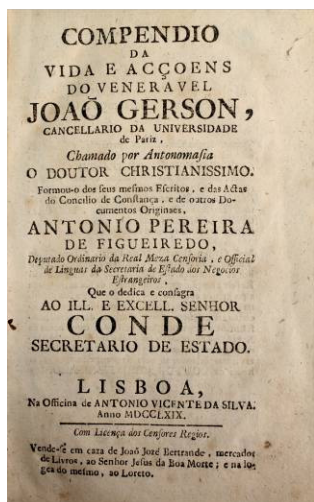 COMPENDIO
DA
VIDA E ACÇOENS
DO VENERAVEL
JOAÕ GERSON,
CANCELLARIO DA UNIVERSIDADE
de Pariz,
Chamado por Antonomaſia
O DOUTOR CHRISTIANISSIMO.
Formou-o dos ſeus meſmos Eſcritos, e das Actas
do Concilio de Conſtança, e de outros Do-
cumentos Originaes,
ANTONIO PEREIRA
DE FIGUEIREDO,
Deputado Ordinario da Real Meza Cenſoria, e Official
de Linguas da Secretaria de Eſtado dos Negocios
Eſtrangeiros,
Que o dedica e conſagra
AO ILL. E EXCELL. SENHOR
CONDE
SECRETARIO DE ESTADO.
LISBOA,
Na Officina de ANTONIO VICENTE DA SILVA.
Anno MDCCLXIX.
Com Licença dos Cenſores Regios.
Vende-ſe em caza de Joaõ Jozé Bertrande, mercador
de Livros, ao Senhor Jeſus da Boa Morte; e na lo-
gea do meſmo, ao Loreto.